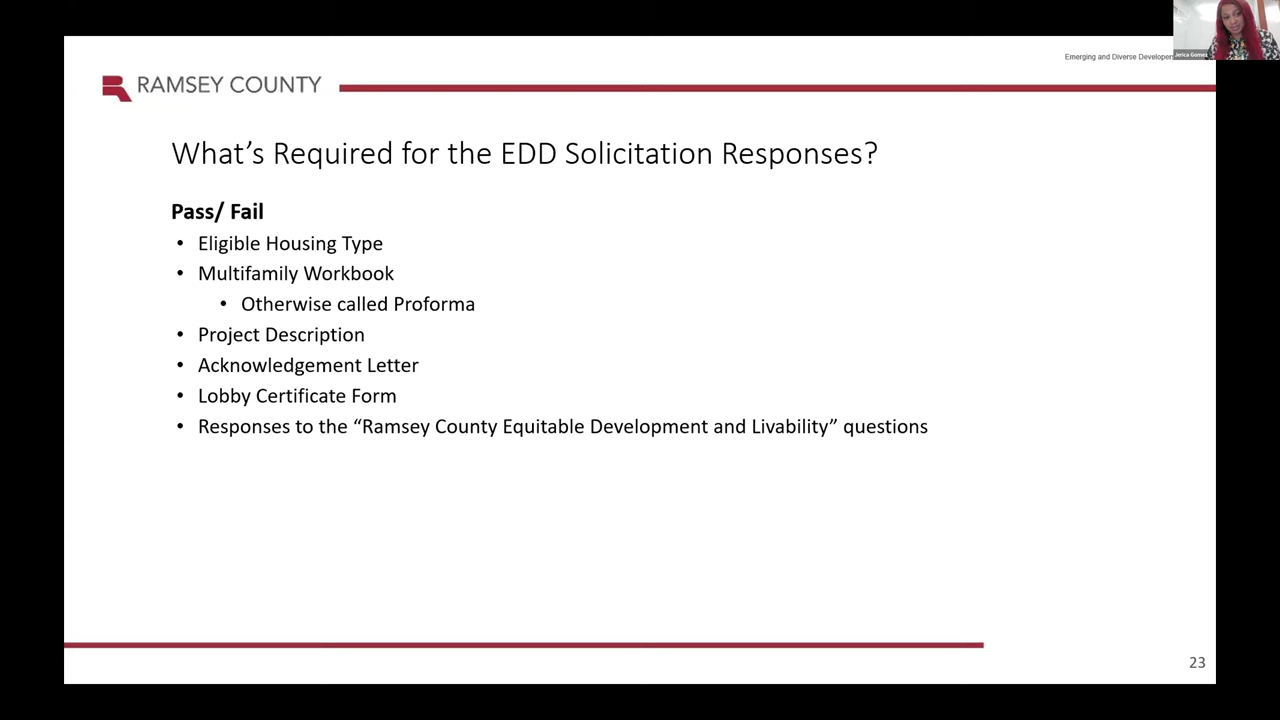 Emerging and Diverse Developers
Jerica Gomez
RAMSEY COUNTY
What’s Required for the EDD Solicitation Responses?
Pass/ Fail
• Eligible Housing Type
• Multifamily Workbook
• Otherwise called Proforma
• Project Description
• Acknowledgement Letter
• Lobby Certificate Form
• Responses to the “Ramsey County Equitable Development and Livability” questions
23